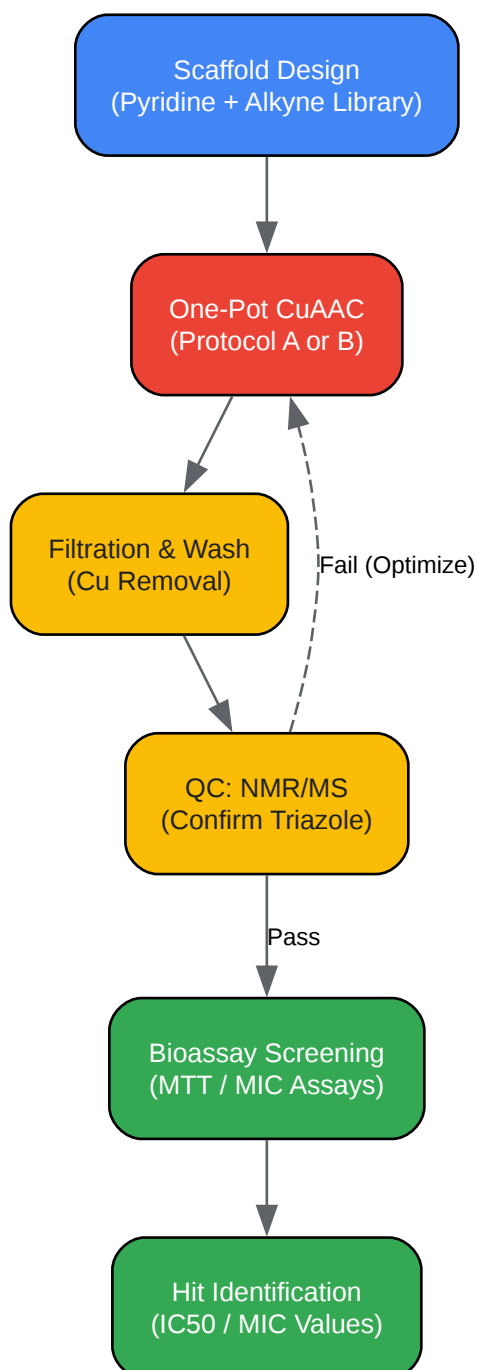 Scaffold Design
(Pyridine + Alkyne Library)
One-Pot CuAAC
(Protocol A or B)
Filtration & Wash
(Cu Removal)
Fail (Optimize)
QC: NMR/MS
(Confirm Triazole)
Pass
Bioassay Screening
(MTT / MIC Assays)
Hit Identification
(IC50 / MIC Values)